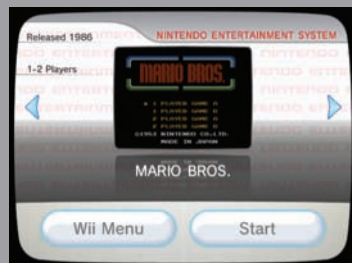 Released 1986
NINTENDO ENTERTAINMENT SYSTEM
1-2 Players
MARIO BROS.
1 PLAYER GAME A
1 PLAYER GAME B
2 PLAYER GAME A
2 PLAYER GAME B
NINTENDO CO.,LTD.
MADE IN JAPAN
MARIO BROS.
Wii Menu
Start